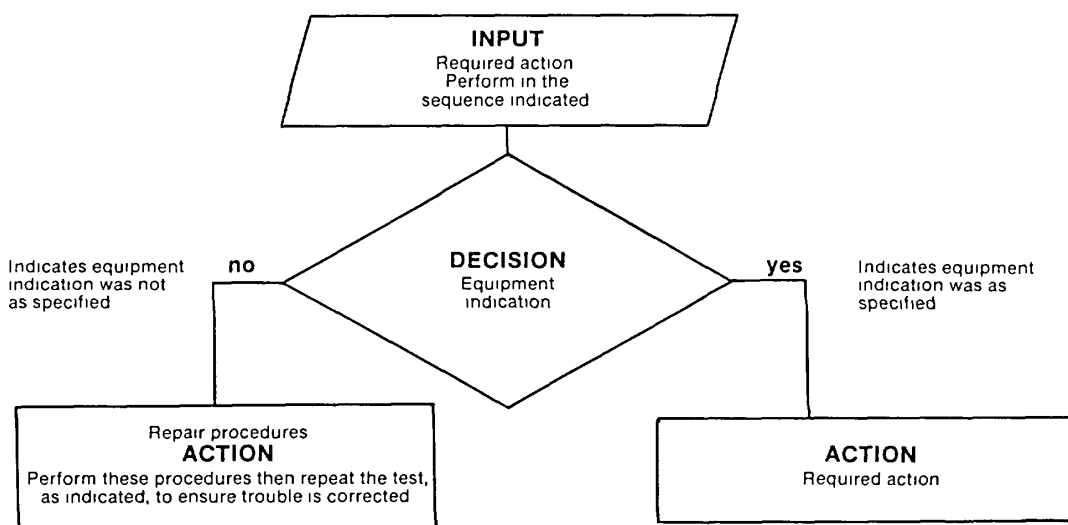 INPUT
Required action
Perform in the
sequence indicated
DECISION
Equipment
indication
no
Indicates equipment
indication was not
as specified
yes
Indicates equipment
indication was as
specified
Repair procedures
ACTION
Perform these procedures then repeat the test,
as indicated, to ensure trouble is corrected
ACTION
Required action